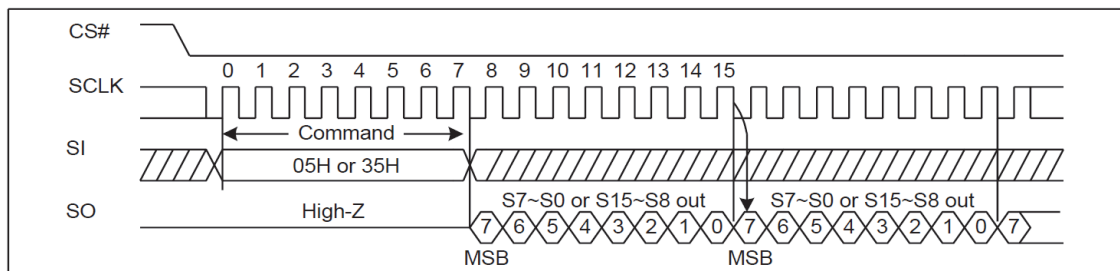 CS#
0 1 2 3 4 5 6 7 8 9 10 11 12 13 14 15
SCLK
Command
SI
05H or 35H
S7~S0 or S15~S8 out S7~S0 or S15~S8 out
SO
High-Z
7 6 5 4 3 2 1 0 7 6 5 4 3 2 1 0 7
MSB MSB